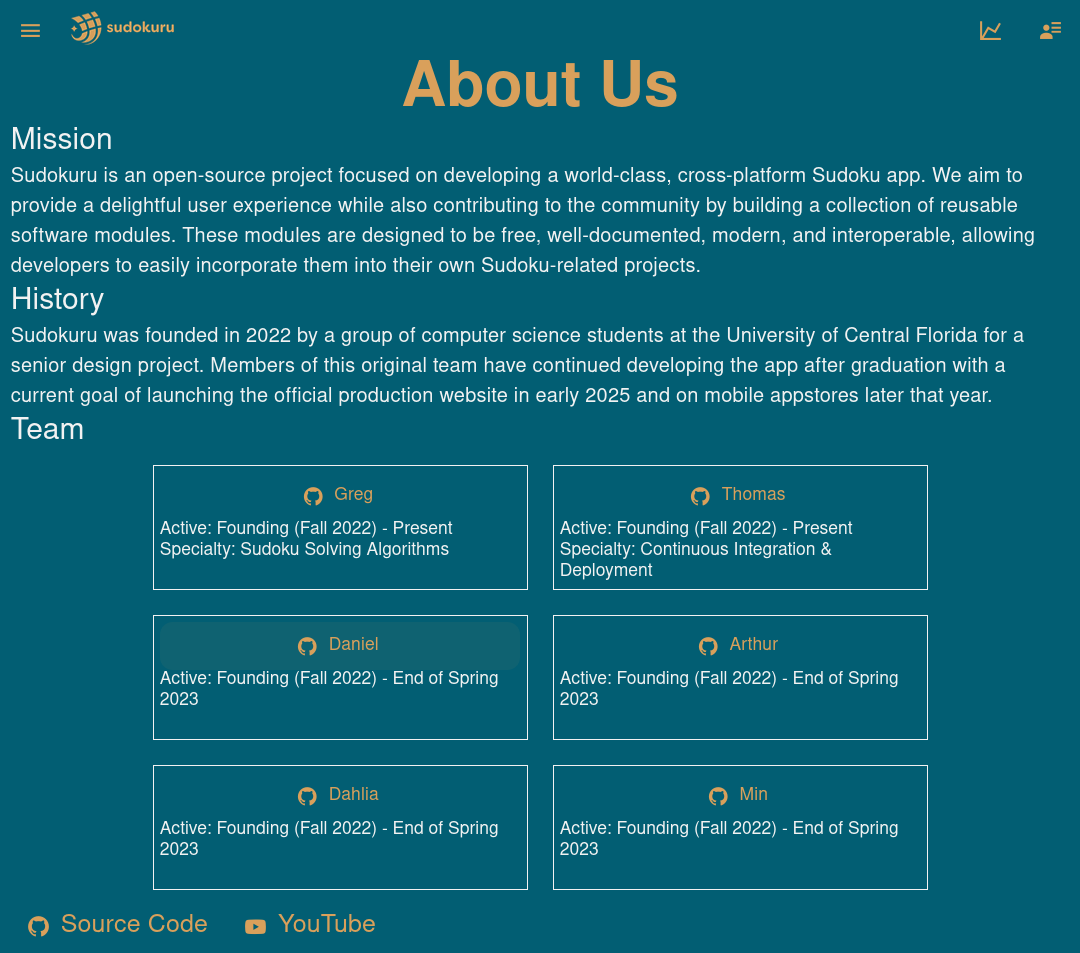 sudokuru
About Us
Mission
Sudokuru is an open-source project focused on developing a world-class, cross-platform Sudoku app. We aim to
provide a delightful user experience while also contributing to the community by building a collection of reusable
software modules. These modules are designed to be free, well-documented, modern, and interoperable, allowing
developers to easily incorporate them into their own Sudoku-related projects.
History
Sudokuru was founded in 2022 by a group of computer science students at the University of Central Florida for a
senior design project. Members of this original team have continued developing the app after graduation with a
current goal of launching the official production website in early 2025 and on mobile appstores later that year.
Team
Greg
Active: Founding (Fall 2022) - Present
Specialty: Sudoku Solving Algorithms
Thomas
Active: Founding (Fall 2022) - Present
Specialty: Continuous Integration &
Deployment
Daniel
Active: Founding (Fall 2022) - End of Spring
2023
Arthur
Active: Founding (Fall 2022) - End of Spring
2023
Dahlia
Active: Founding (Fall 2022) - End of Spring
2023
Min
Active: Founding (Fall 2022) - End of Spring
2023
Source Code
YouTube